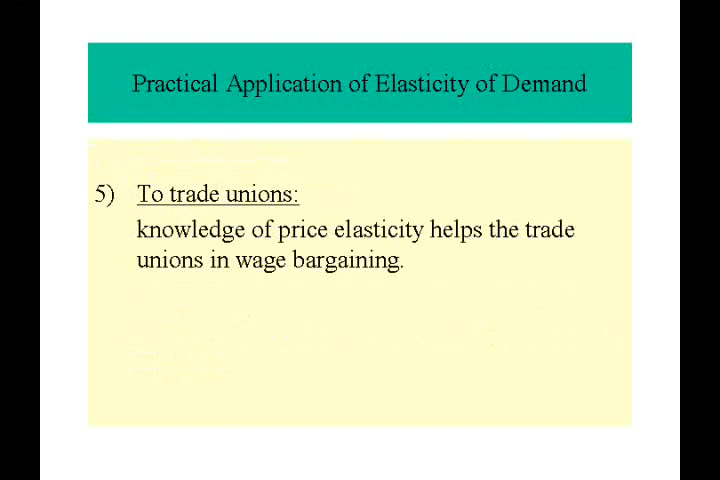 Practical Application of Elasticity of Demand
5) To trade unions:
knowledge of price elasticity helps the trade
unions in wage bargaining.